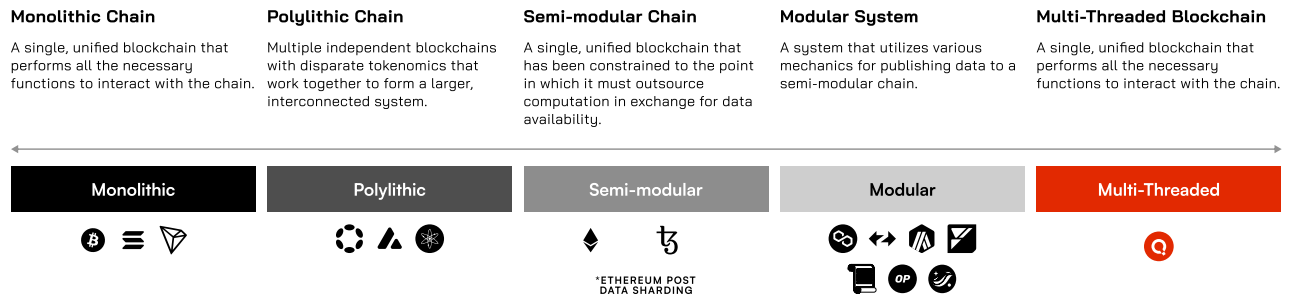 Monolithic Chain
A single, unified blockchain that
performs all the necessary
functions to interact with the chain.
Polylithic Chain
Multiple independent blockchains
with disparate tokenomics that
work together to form a larger,
interconnected system.
Semi-modular Chain
A single, unified blockchain that
has been constrained to the point
in which it must outsource
computation in exchange for data
availability.
Modular System
A system that utilizes various
mechanics for publishing data to a
semi-modular chain.
Multi-Threaded Blockchain
A single, unified blockchain that
performs all the necessary
functions to interact with the chain.
Monolithic
Polylithic
Semi-modular
Modular
Multi-Threaded
*ETHEREUM POST
DATA SHARDING
OP